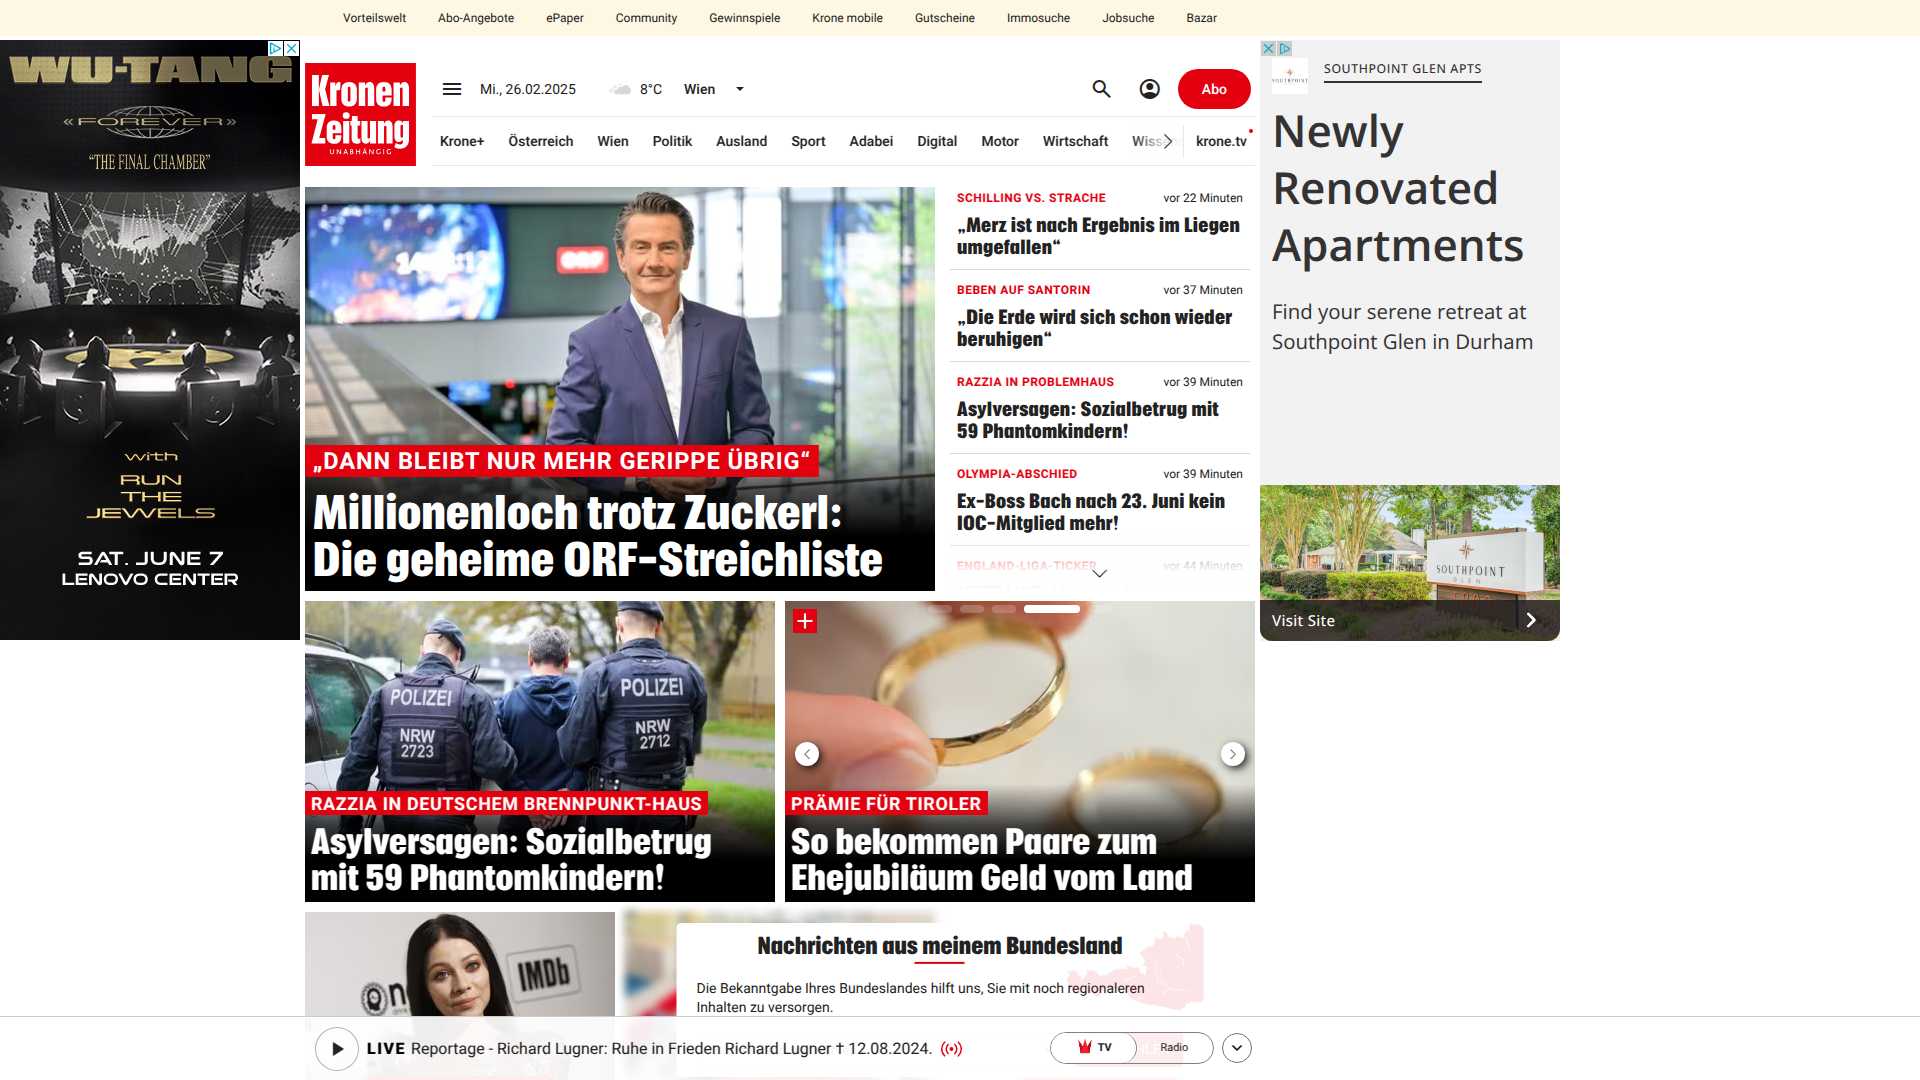 Vorteilswelt Abo-Angebote ePaper Community Gewinnspiele Krone mobile Gutscheine Immosuche Jobsuche Bazar
WU-TANG
«FOREVER»
"THE FINAL CHAMBER"
with
RUN
THE
JEWELS
SAT. JUNE 7
LENOVO CENTER
Kronen
Zeitung
UNABHÄNGIG
Mi., 26.02.2025 8°C Wien
Abo
Krone+ Österreich Wien Politik Ausland Sport Adabei Digital Motor Wirtschaft krone.tv
ORF
„DANN BLEIBT NUR MEHR GERIPPE ÜBRIG“
Millionenloch trotz Zuckerl:
Die geheime ORF-Streichliste
SCHILLING VS. STRACHE vor 22 Minuten
„Merz ist nach Ergebnis im Liegen
umgefallen“
BEBEN AUF SANTORIN vor 37 Minuten
„Die Erde wird sich schon wieder
beruhigen“
RAZZIA IN PROBLEMHAUS vor 39 Minuten
Asylversagen: Sozialbetrug mit
59 Phantomkindern!
OLYMPIA-ABSCHIED vor 39 Minuten
Ex-Boss Bach nach 23. Juni kein
IOC-Mitglied mehr!
ENGLAND-LIGA-TICKER vor 44 Minuten
SOUTHPOINT
SOUTHPOINT GLEN APTS
Newly
Renovated
Apartments
Find your serene retreat at
Southpoint Glen in Durham
SOUTHPOINT
GLEN
Visit Site
POLIZEI
NRW
2723
POLIZEI
NRW
2712
RAZZIA IN DEUTSCHEM BRENNPUNKT-HAUS
Asylversagen: Sozialbetrug
mit 59 Phantomkindern!
PRÄMIE FÜR TIROLER
So bekommen Paare zum
Ehejubiläum Geld vom Land
IMDb
Nachrichten aus meinem Bundesland
Die Bekanntgabe Ihres Bundeslandes hilft uns, Sie mit noch regionaleren
Inhalten zu versorgen.
LIVE Reportage - Richard Lugner: Ruhe in Frieden Richard Lugner † 12.08.2024.
TV Radio